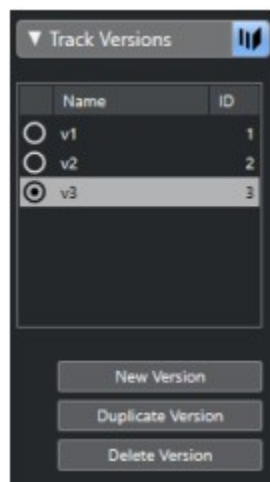 Track Versions
Name ID
v1 1
v2 2
v3 3
New Version
Duplicate Version
Delete Version